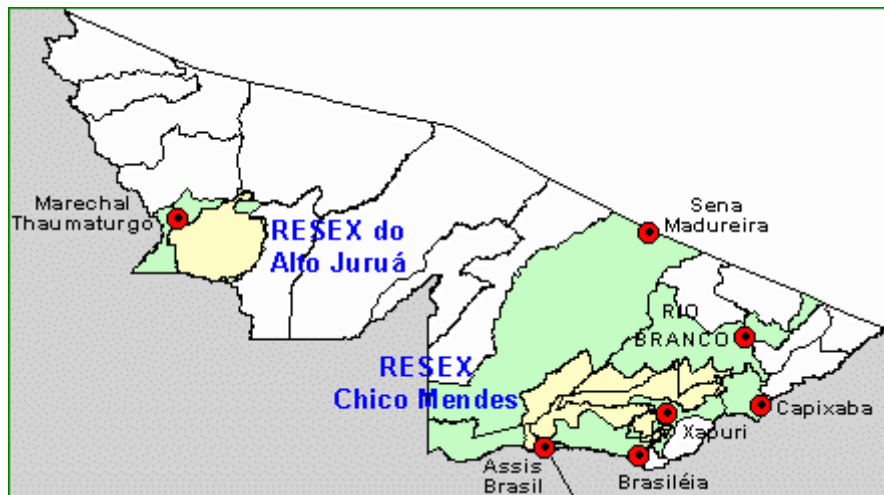 Marechal
Thaumaturgo
RESEX do
Alto Juruá
Sena
Madureira
RIO
BRANCO
RESEX
Chico Mendes
Capixaba
Xapuri
Assis
Brasil
Brasiléia